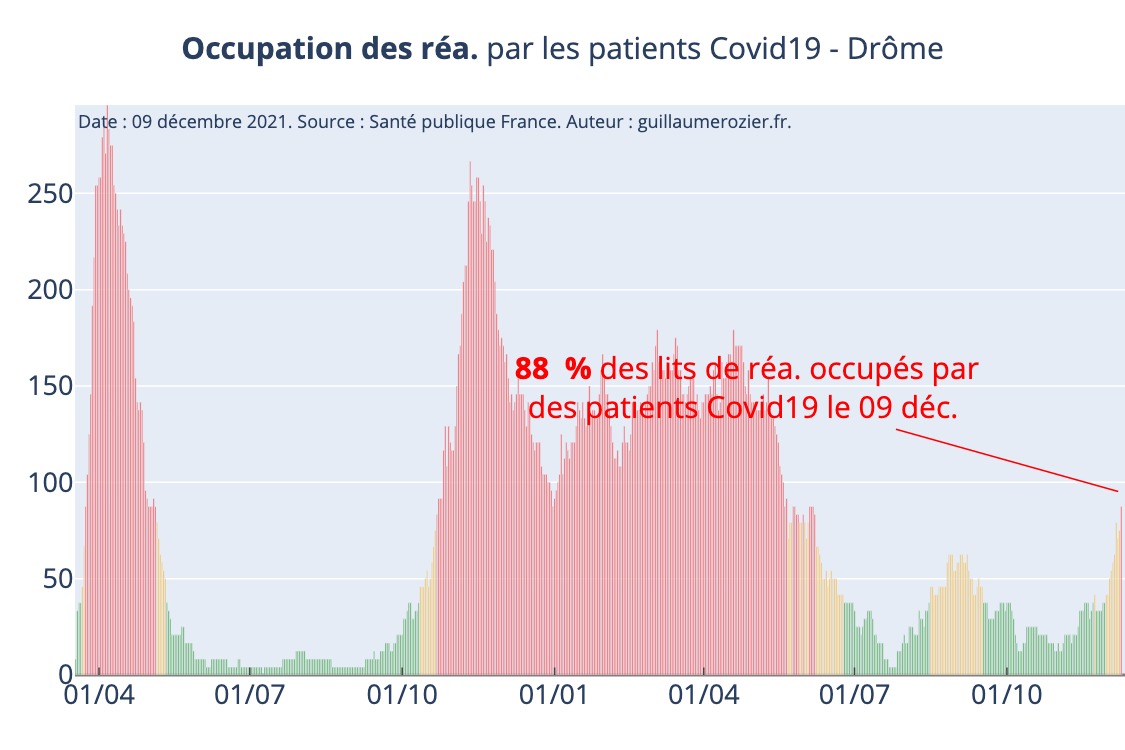 Occupation des réa. par les patients Covid19 - Drôme
Date : 09 décembre 2021. Source : Santé publique France. Auteur : guillaumerozier.fr.
250
200
88 % des lits de réa. occupés par
150
des patients Covid19 le 09 déc.
100
50
0
01/04 01/07 01/10 01/01 01/04 01/07 01/10